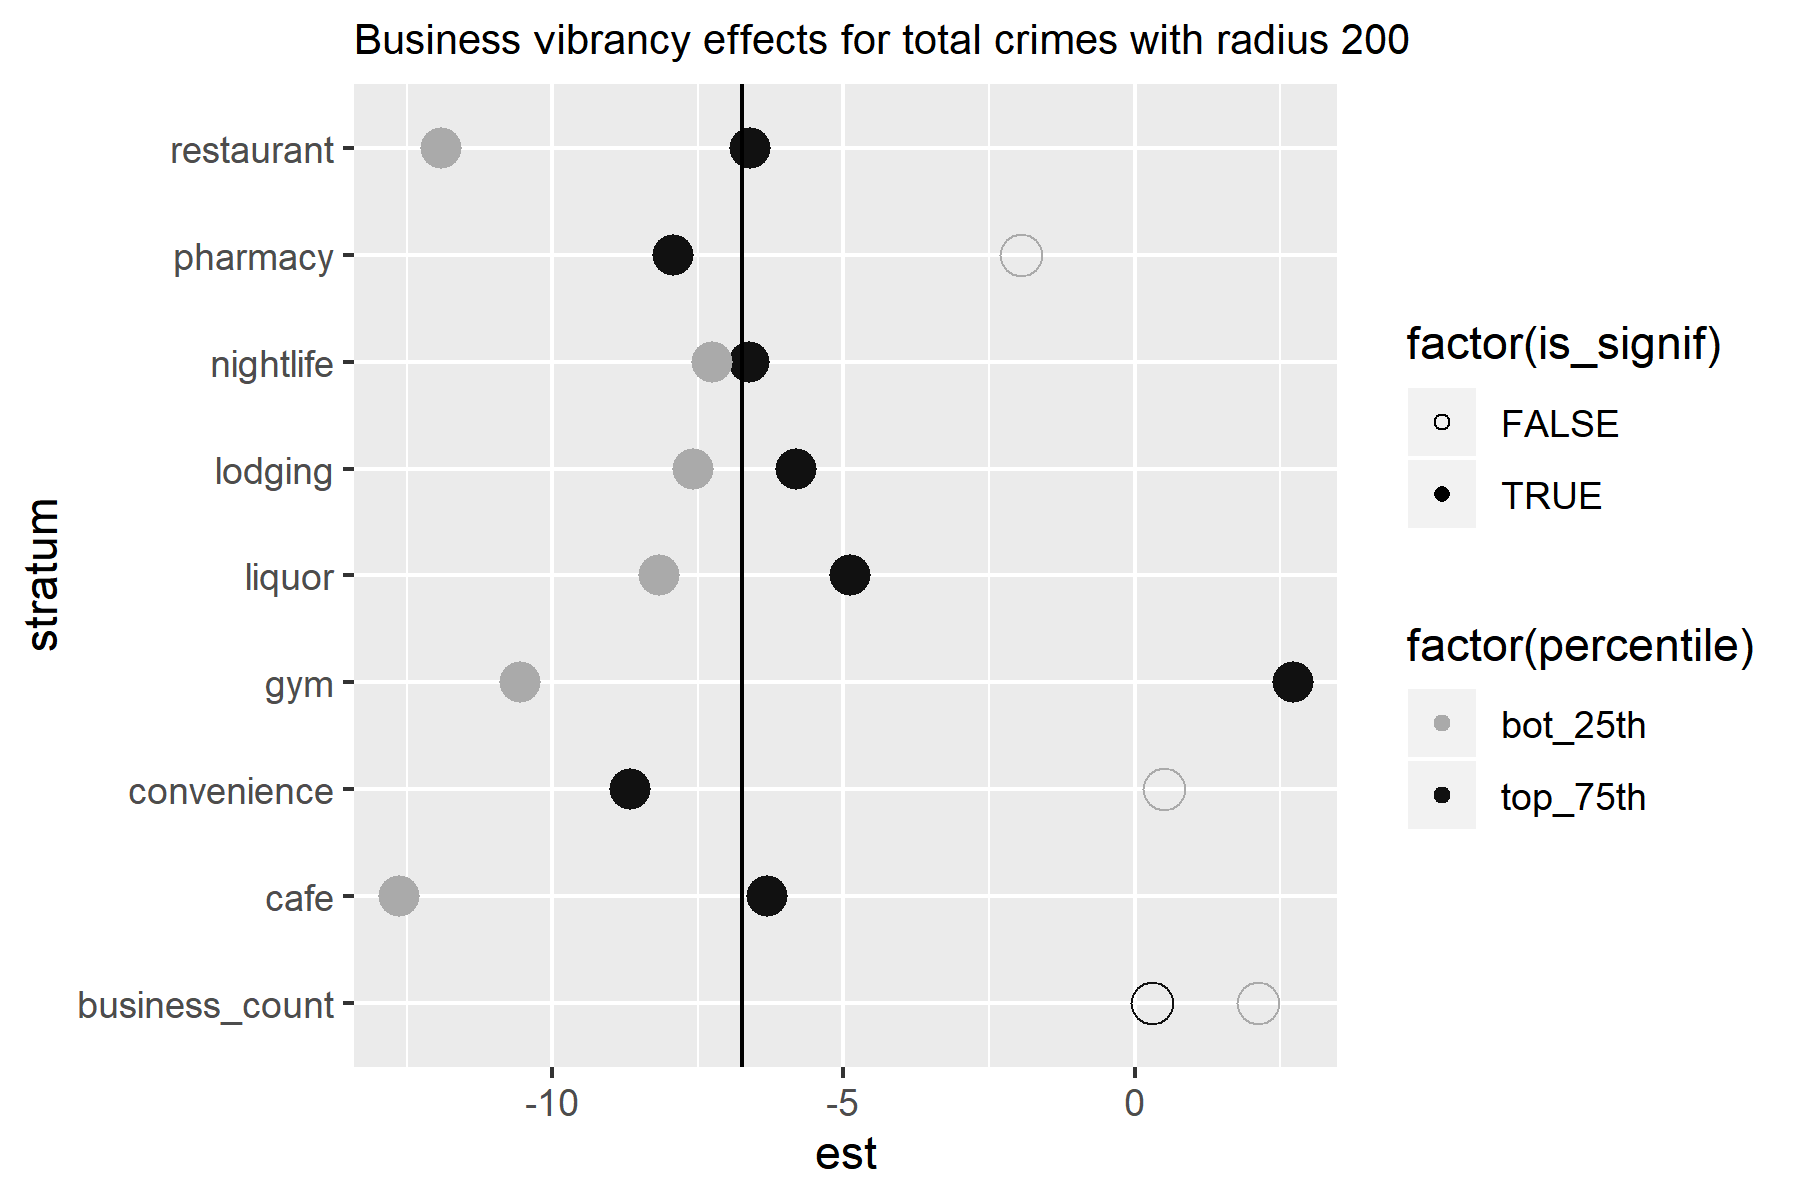 Business vibrancy effects for total crimes with radius 200
restaurant
pharmacy
nightlife
lodging
liquor
gym
convenience
cafe
business_count
stratum
-10
-5
0
est
factor(is_signif)
FALSE
TRUE
factor(percentile)
bot_25th
top_75th